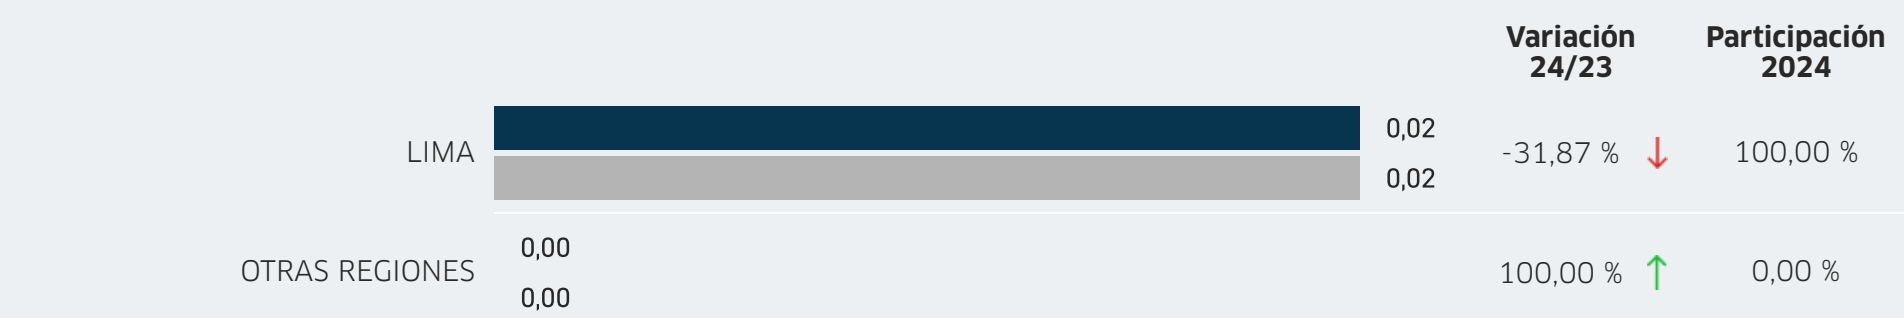 Variación
24/23
Participación
2024
LIMA
0,02
0,02
-31,87 %
100,00 %
OTRAS REGIONES
0,00
0,00
100,00 %
0,00 %